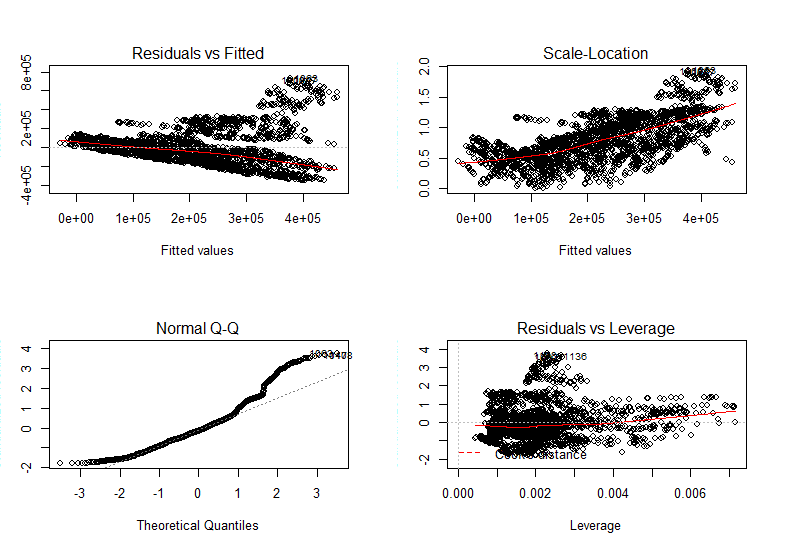 Residuals vs Fitted
8e+05
2e+05
-4e+05
0e+00 1e+05 2e+05 3e+05 4e+05
Fitted values
Scale-Location
2.0
1.5
1.0
0.5
0.0
0e+00 1e+05 2e+05 3e+05 4e+05
Fitted values
Normal Q-Q
4
3
2
1
0
-2
-3 -2 -1 0 1 2 3
Theoretical Quantiles
Residuals vs Leverage
1136
4
3
2
1
0
-2
Cook's distance
0.000 0.002 0.004 0.006
Leverage